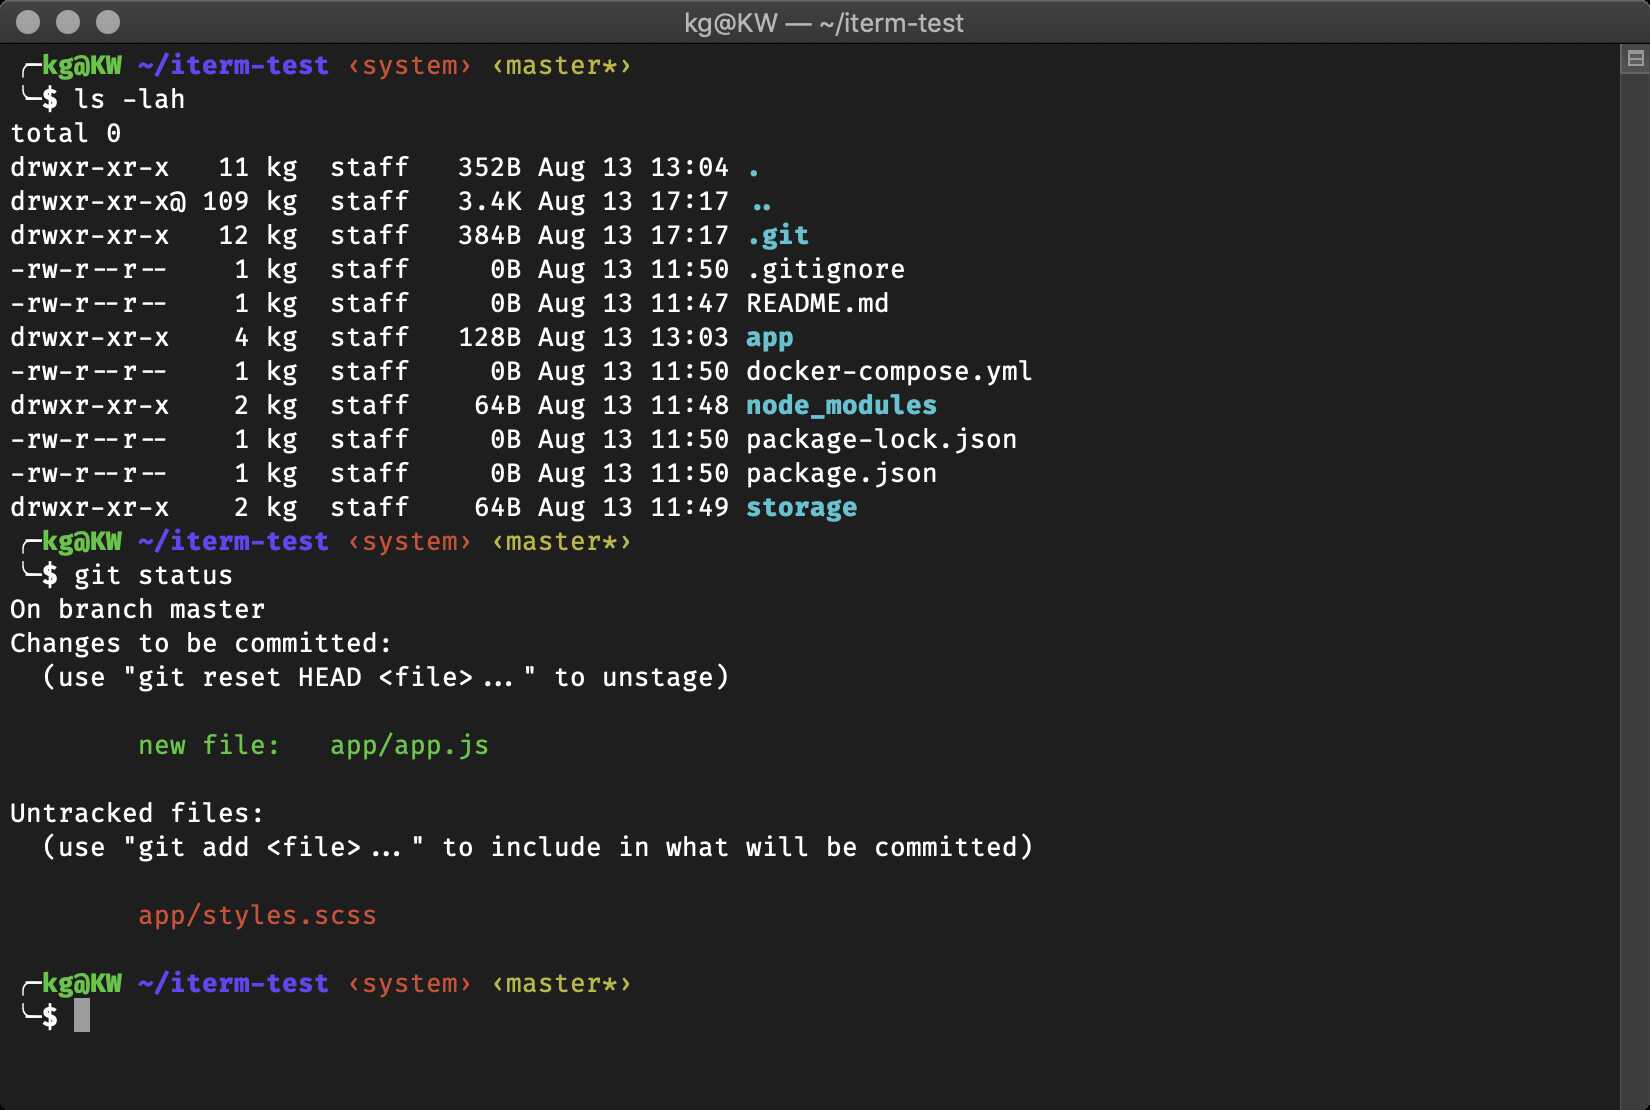 kg@KW — ~/iterm-test
╭─kg@KW ~/iterm-test ‹system› ‹master*›
╰─$ ls -lah
total 0
drwxr-xr-x   11 kg  staff   352B Aug 13 13:04 .
drwxr-xr-x@ 109 kg  staff   3.4K Aug 13 17:17 ..
drwxr-xr-x   12 kg  staff   384B Aug 13 17:17 .git
-rw-r--r--    1 kg  staff     0B Aug 13 11:50 .gitignore
-rw-r--r--    1 kg  staff     0B Aug 13 11:47 README.md
drwxr-xr-x    4 kg  staff   128B Aug 13 13:03 app
-rw-r--r--    1 kg  staff     0B Aug 13 11:50 docker-compose.yml
drwxr-xr-x    2 kg  staff    64B Aug 13 11:48 node_modules
-rw-r--r--    1 kg  staff     0B Aug 13 11:50 package-lock.json
-rw-r--r--    1 kg  staff     0B Aug 13 11:50 package.json
drwxr-xr-x    2 kg  staff    64B Aug 13 11:49 storage
╭─kg@KW ~/iterm-test ‹system› ‹master*›
╰─$ git status
On branch master
Changes to be committed:
  (use "git reset HEAD <file>..." to unstage)
        new file:   app/app.js
Untracked files:
  (use "git add <file>..." to include in what will be committed)
        app/styles.scss
╭─kg@KW ~/iterm-test ‹system› ‹master*›
╰─$